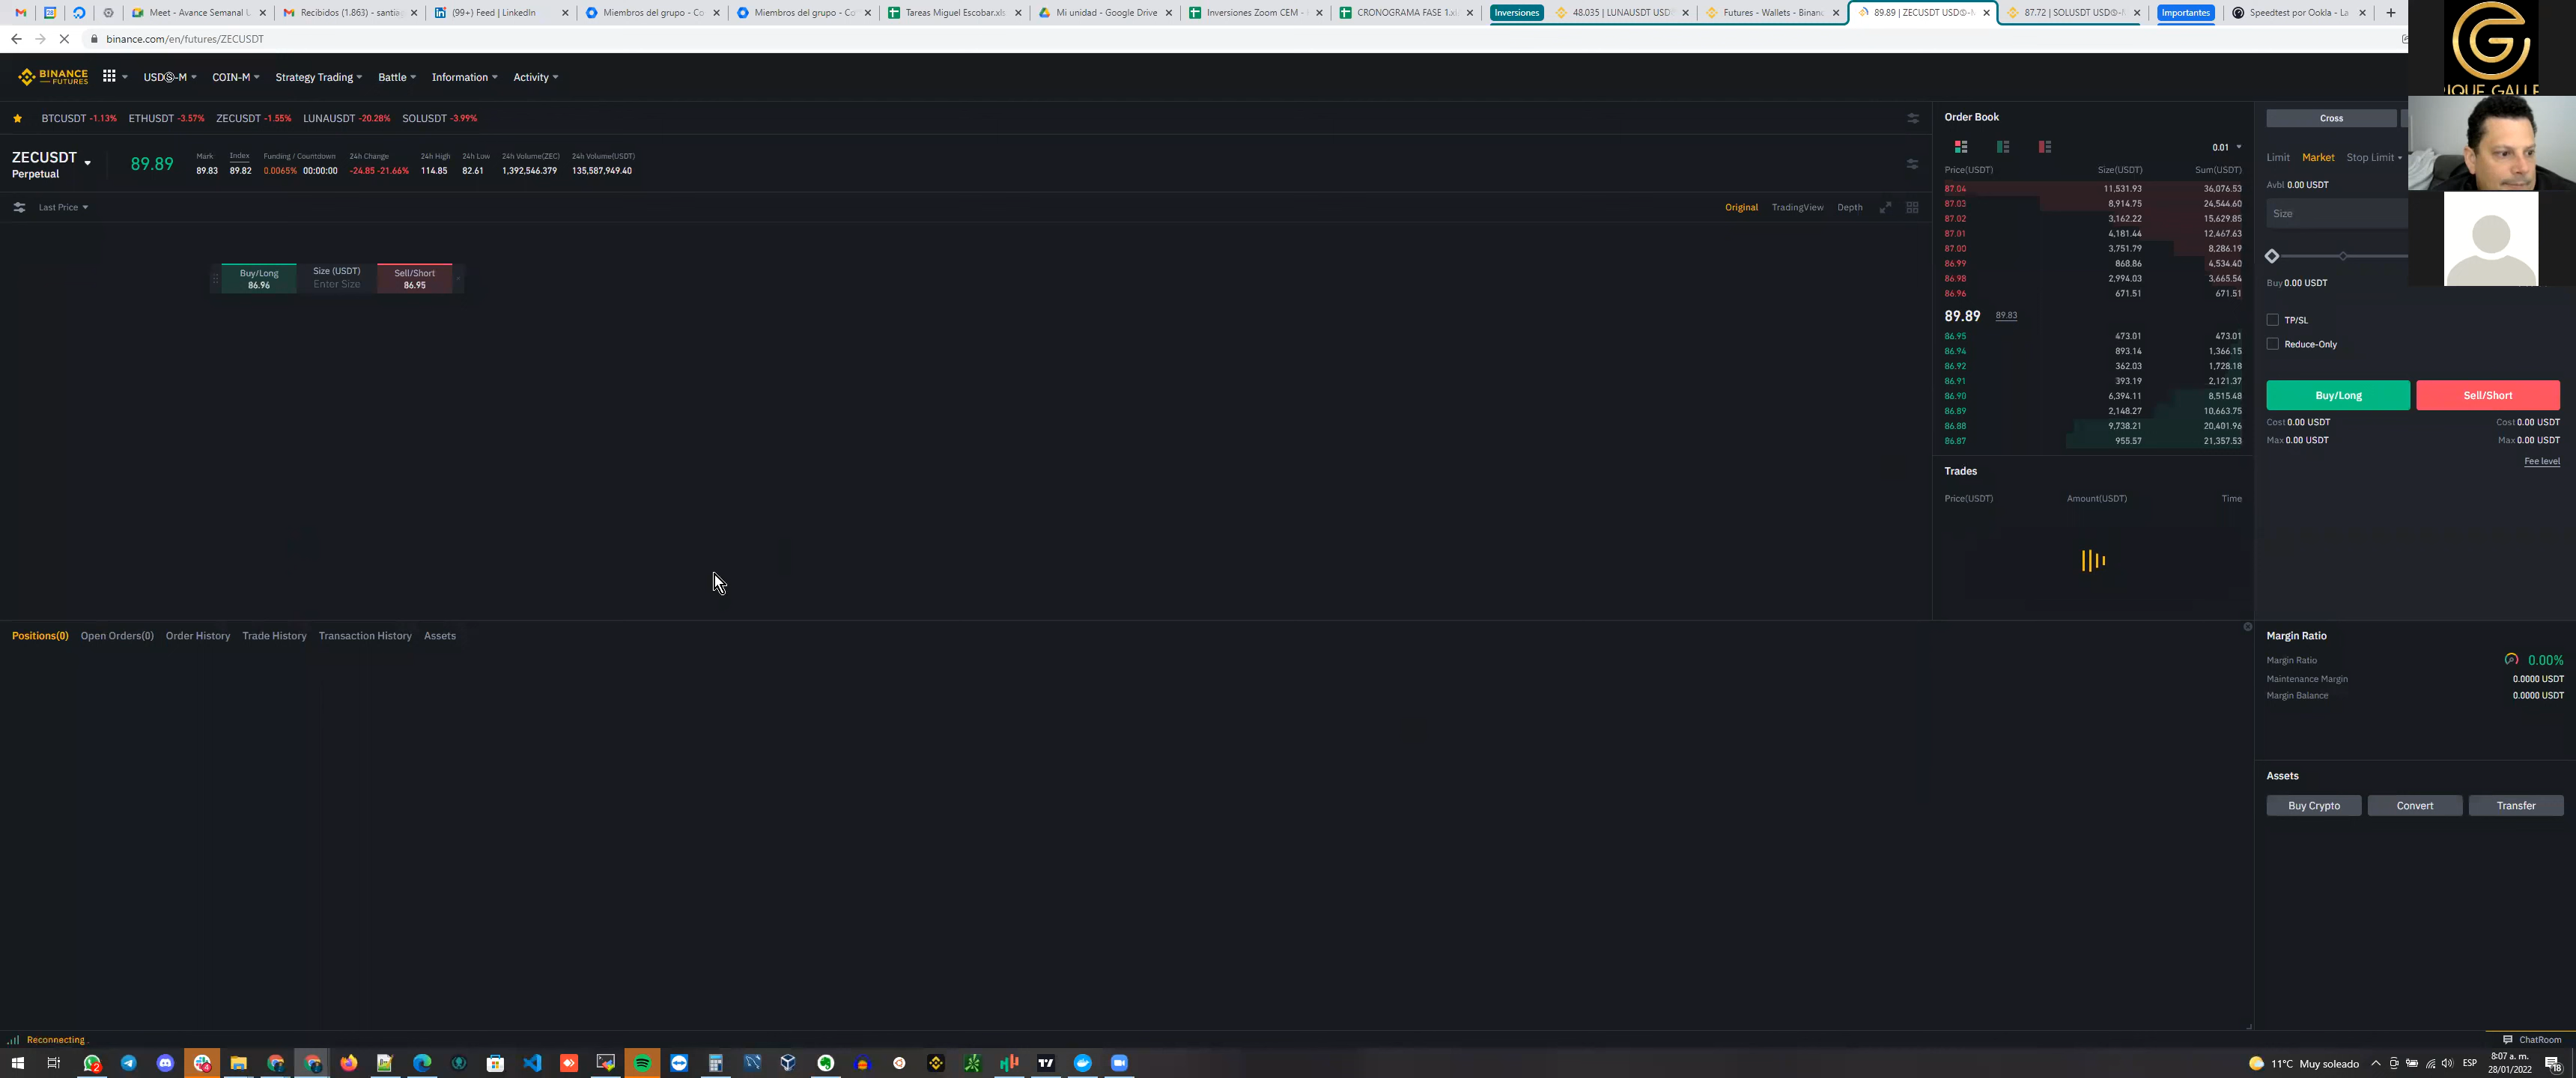 Meet - Avance Semanal U
Recibidos (1.863) - santia
(99+) Feed | LinkedIn
Miembros del grupo - Co
Miembros del grupo - Co
Tareas Miguel Escobar.xls
Mi unidad - Google Drive
Inversiones Zoom CEM -
CRONOGRAMA FASE 1.xl
Inversiones
48.035 | LUNAUSDT USD
Futures - Wallets - Binanc
89.89 | ZECUSDT USDⓈ-M
87.72 | SOLUSDT USDⓈ-M
Importantes
Speedtest por Ookla - La
binance.com/en/futures/ZECUSDT
BINANCE
FUTURES
USDⓈ-M
COIN-M
Strategy Trading
Battle
Information
Activity
RIQUE GALLE
BTCUSDT -1.13% ETHUSDT -3.57% ZECUSDT -1.55% LUNAUSDT -20.28% SOLUSDT -3.99%
ZECUSDT
Perpetual
89.89
Mark
89.83
Index
89.82
Funding / Countdown
0.0065% 00:00:00
24h Change
-24.85 -21.66%
24h High
114.85
24h Low
82.61
24h Volume(ZEC)
1,392,546.379
24h Volume(USDT)
135,587,949.40
Last Price
Original
TradingView
Depth
Buy/Long
86.96
Size (USDT)
Enter Size
Sell/Short
86.95
Order Book
0.01
Price(USDT) Size(USDT) Sum(USDT)
87.04 11,531.93 36,076.53
87.03 8,914.75 24,544.60
87.02 3,162.22 15,629.85
87.01 4,181.44 12,467.63
87.00 3,751.79 8,286.19
86.99 868.86 4,534.40
86.98 2,994.03 3,665.54
86.96 671.51 671.51
89.89 89.83
86.95 473.01 473.01
86.94 893.14 1,366.15
86.92 362.03 1,728.18
86.91 393.19 2,121.37
86.90 6,394.11 8,515.48
86.89 2,148.27 10,663.75
86.88 9,738.21 20,401.96
86.87 955.57 21,357.53
Trades
Price(USDT) Amount(USDT) Time
Cross
Limit Market Stop Limit
Avbl 0.00 USDT
Size
Buy 0.00 USDT
TP/SL
Reduce-Only
Buy/Long
Sell/Short
Cost 0.00 USDT Cost 0.00 USDT
Max 0.00 USDT Max 0.00 USDT
Fee level
Positions(0) Open Orders(0) Order History Trade History Transaction History Assets
Margin Ratio
Margin Ratio 0.00%
Maintenance Margin 0.0000 USDT
Margin Balance 0.0000 USDT
Assets
Buy Crypto
Convert
Transfer
Reconnecting
ChatRoom
11°C Muy soleado
ESP
8:07 a. m.
28/01/2022